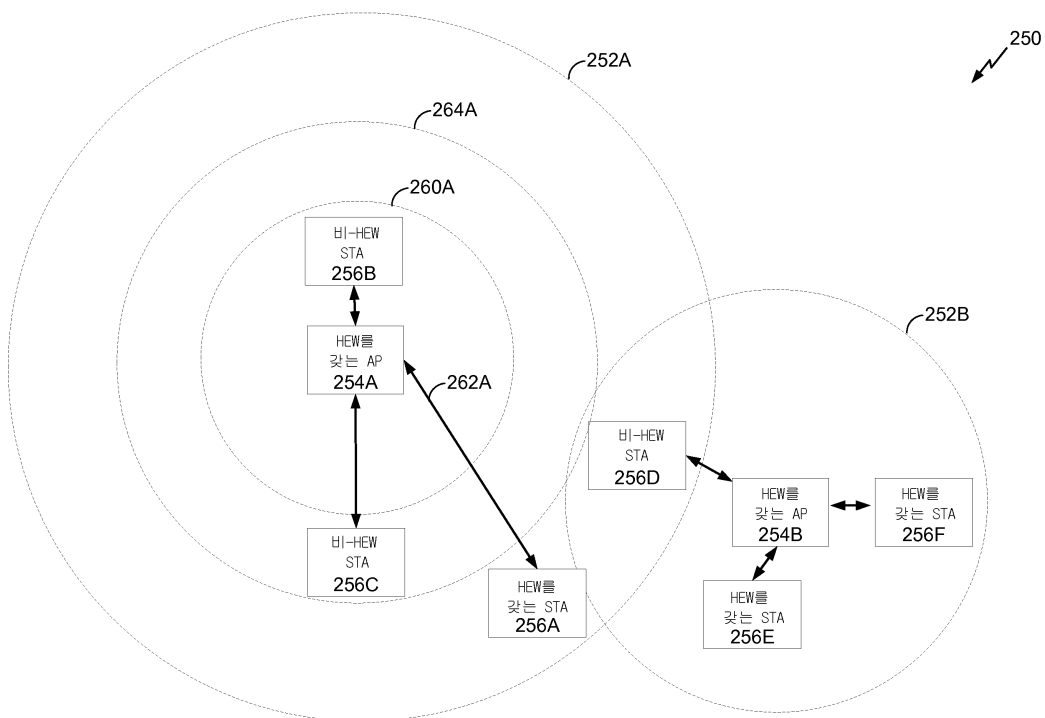 250
252A
264A
260A
비-HEW
STA
256B
HEW를
갖는 AP
254A
262A
비-HEW
STA
256C
HEW를
갖는 STA
256A
252B
비-HEW
STA
256D
HEW를
갖는 AP
254B
HEW를
갖는 STA
256F
HEW를
갖는 STA
256E